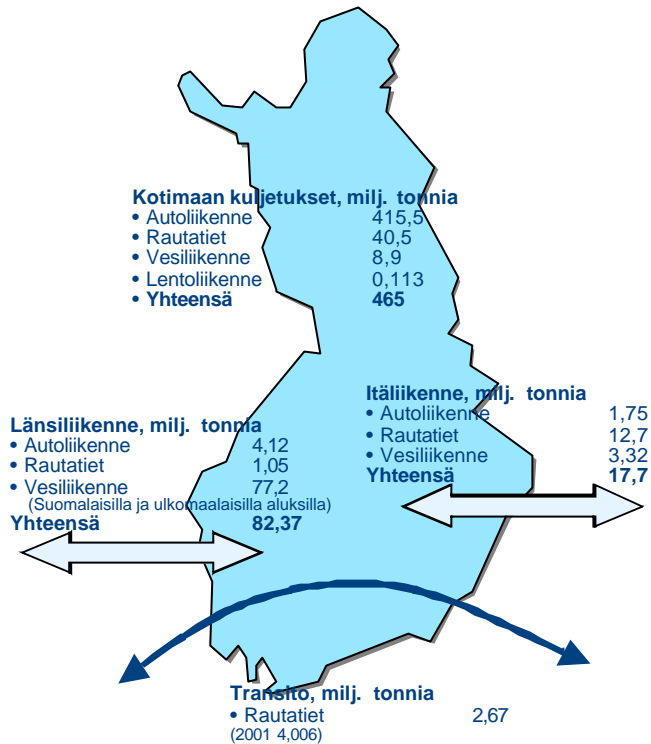 Kotimaan kuljetukset, milj. tonnia
• Autoliikenne 415,5
• Rautatiet 40,5
• Vesiliikenne 8,9
• Lentoliikenne 0,113
• Yhteensä 465
Itäliikenne, milj. tonnia
• Autoliikenne 1,75
• Rautatiet 12,7
• Vesiliikenne 3,32
Yhteensä 17,7
Länsiliikenne, milj. tonnia
• Autoliikenne 4,12
• Rautatiet 1,05
• Vesiliikenne 77,2
(Suomalaisilla ja ulkomaalaisilla aluksilla)
Yhteensä 82,37
Transito, milj. tonnia
• Rautatiet 2,67
(2001 4,006)